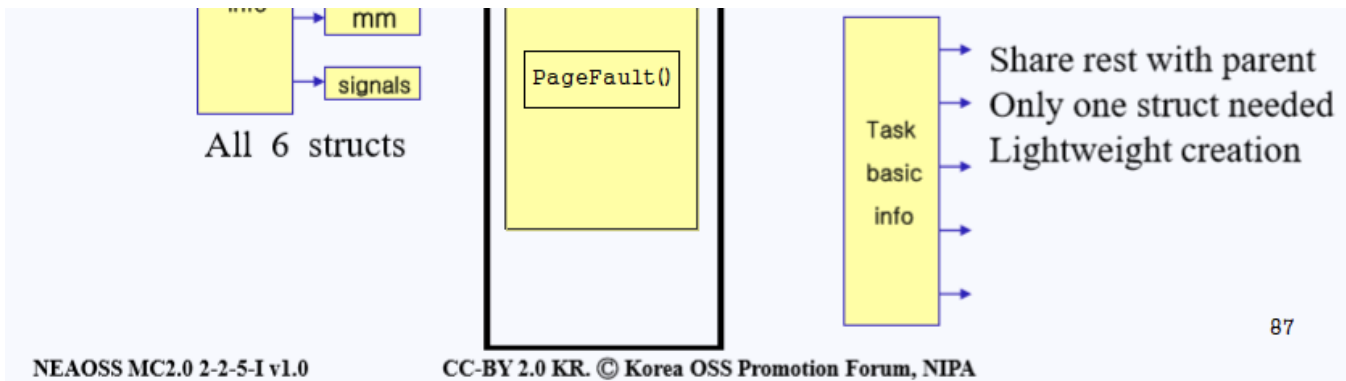 mm
signals
All 6 structs
PageFault()
Task
basic
info
Share rest with parent
Only one struct needed
Lightweight creation
87
NEAOSS MC2.0 2-2-5-I v1.0
CC-BY 2.0 KR. Ⓒ Korea OSS Promotion Forum, NIPA